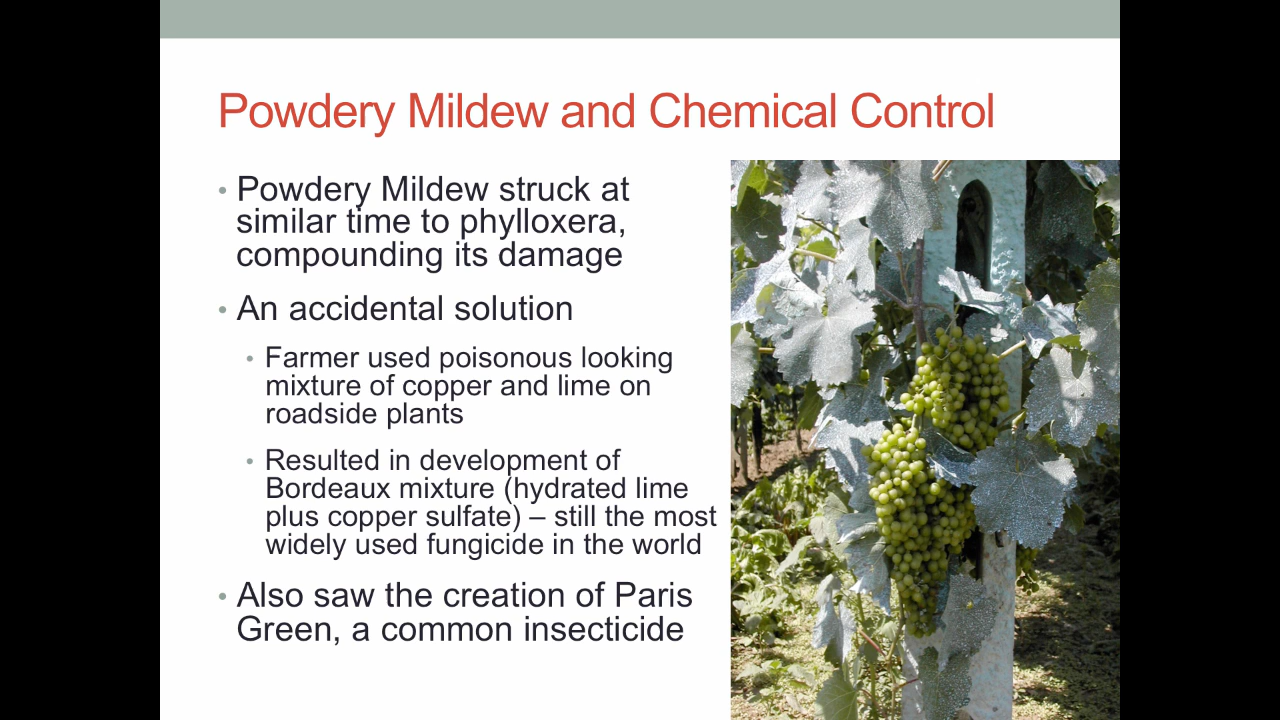 Powdery Mildew and Chemical Control
• Powdery Mildew struck at
similar time to phylloxera,
compounding its damage
• An accidental solution
• Farmer used poisonous looking
mixture of copper and lime on
roadside plants
• Resulted in development of
Bordeaux mixture (hydrated lime
plus copper sulfate) – still the most
widely used fungicide in the world
• Also saw the creation of Paris
Green, a common insecticide